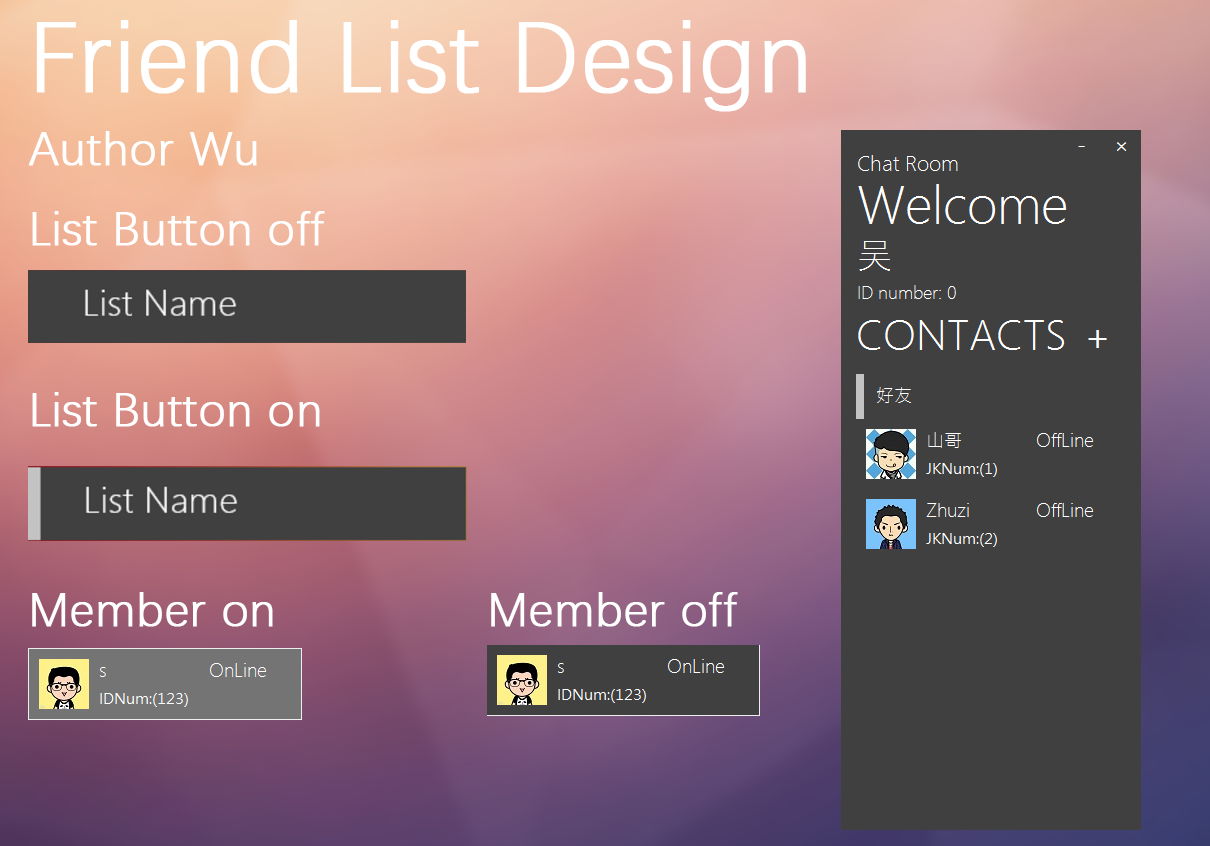 Friend List Design
Author Wu
List Button off
List Name
List Button on
List Name
Member on
s OnLine
IDNum:(123)
Member off
s OnLine
IDNum:(123)
Chat Room
Welcome
吴
ID number: 0
CONTACTS +
好友
山哥 OffLine
JKNum:(1)
Zhuzi OffLine
JKNum:(2)